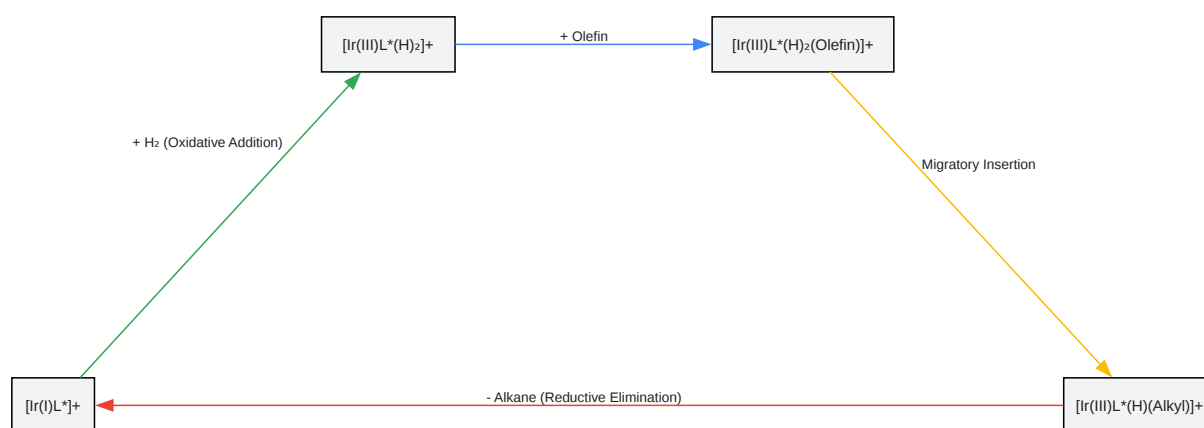 [Ir(III)L*(H)₂]+
+ Olefin
[Ir(III)L*(H)₂(Olefin)]+
+ H₂ (Oxidative Addition)
Migratory Insertion
[Ir(I)L*]+
- Alkane (Reductive Elimination)
[Ir(III)L*(H)(Alkyl)]+